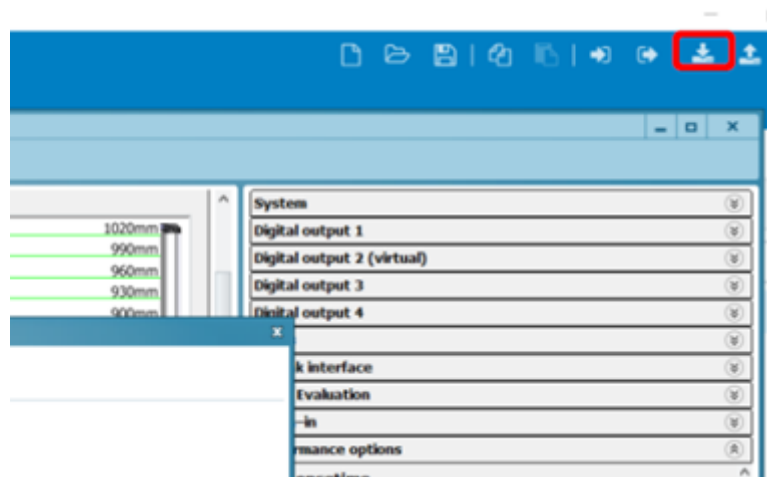 1020mm
990mm
960mm
930mm
900mm
System
Digital output 1
Digital output 2 (virtual)
Digital output 3
Digital output 4
k interface
Evaluation
-in
rmance options